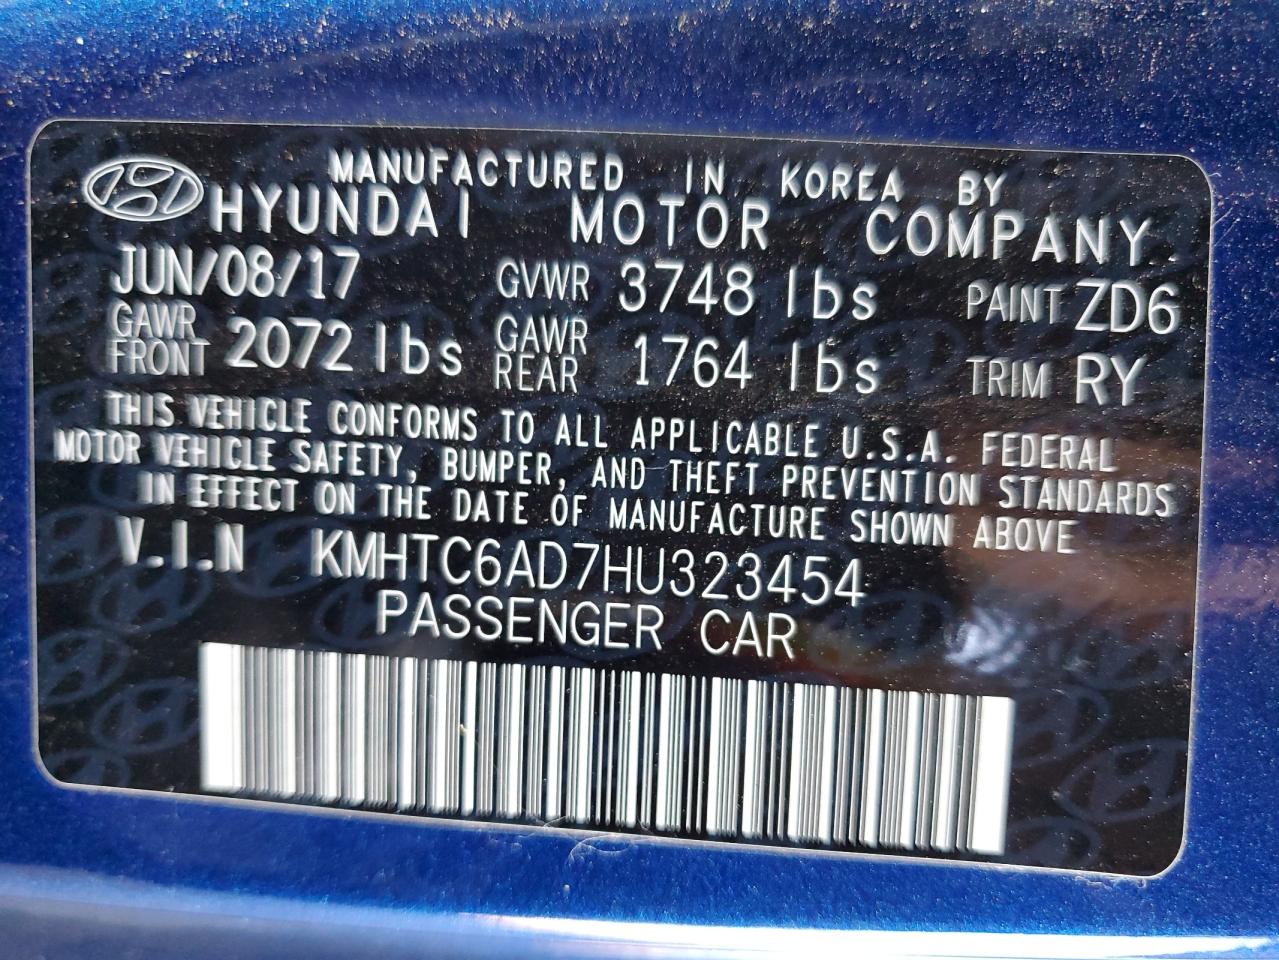 MANUFACTURED IN KOREA BY
HYUNDAI MOTOR COMPANY
JUN/08/17 GVWR 3748 lbs PAINT ZD6
GAWR FRONT 2072 lbs GAWR REAR 1764 lbs TRIM RY
THIS VEHICLE CONFORMS TO ALL APPLICABLE U.S.A. FEDERAL
MOTOR VEHICLE SAFETY, BUMPER, AND THEFT PREVENTION STANDARDS
IN EFFECT ON THE DATE OF MANUFACTURE SHOWN ABOVE
V.I.N KMHTC6AD7HU323454
PASSENGER CAR